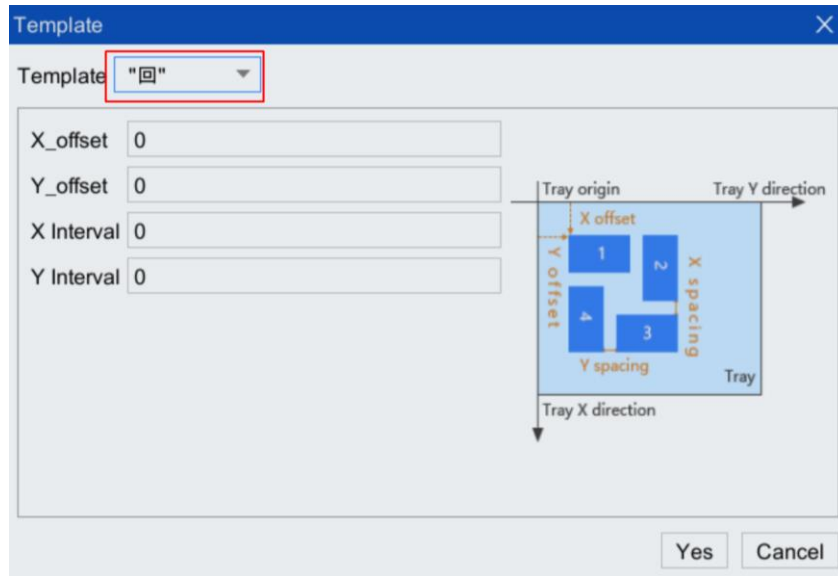 Template
Template "回"
X_offset 0
Y_offset 0
X Interval 0
Y Interval 0
Tray origin Tray Y direction
X offset
Y offset
1
2
X spacing
4
3
Y spacing
Tray
Tray X direction
Yes Cancel